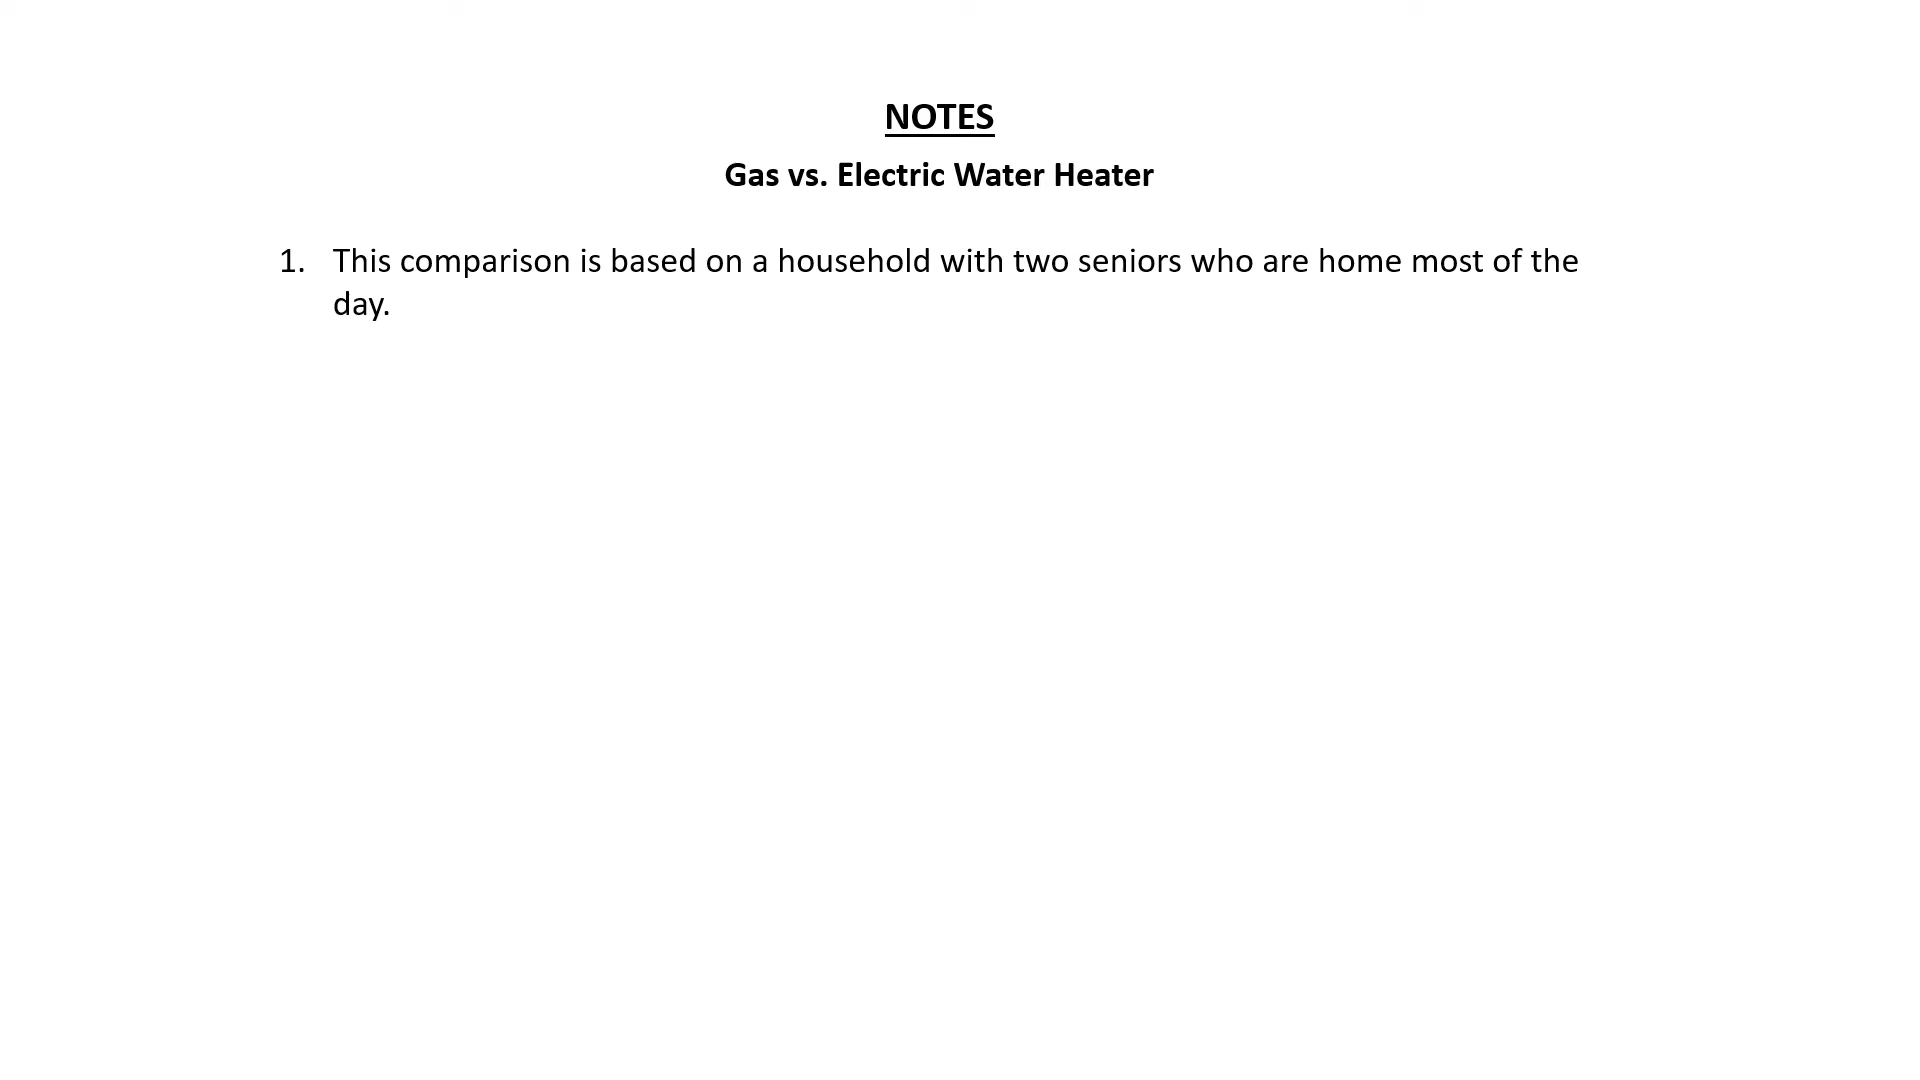 NOTES
Gas vs. Electric Water Heater
1. This comparison is based on a household with two seniors who are home most of the
day.